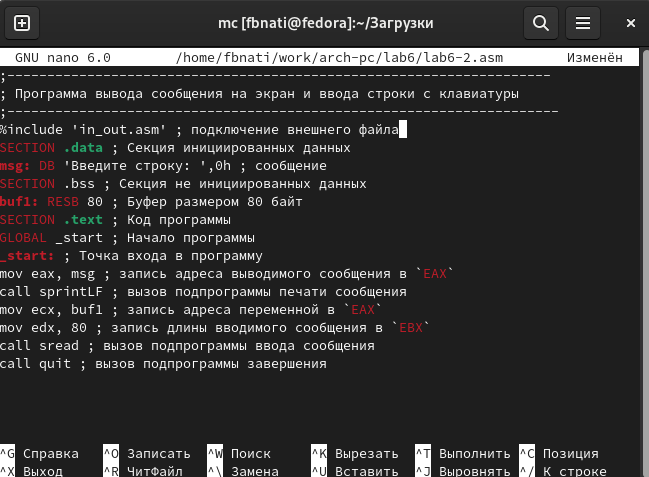 mc [fbnati@fedora]:~/Загрузки
GNU nano 6.0 /home/fbnati/work/arch-pc/lab6/lab6-2.asm Изменён
;--------------------------------------------------------------------
; Программа вывода сообщения на экран и ввода строки с клавиатуры
;---------------------------------------------------------------------
%include 'in_out.asm' ; подключение внешнего файла
SECTION .data ; Секция инициированных данных
msg: DB 'Введите строку: ',0h ; сообщение
SECTION .bss ; Секция не инициированных данных
buf1: RESB 80 ; Буфер размером 80 байт
SECTION .text ; Код программы
GLOBAL _start ; Начало программы
_start: ; Точка входа в программу
mov eax, msg ; запись адреса выводимого сообщения в `EAX`
call sprintLF ; вызов подпрограммы печати сообщения
mov ecx, buf1 ; запись адреса переменной в `EAX`
mov edx, 80 ; запись длины вводимого сообщения в `EBX`
call sread ; вызов подпрограммы ввода сообщения
call quit ; вызов подпрограммы завершения
^G Справка ^O Записать ^W Поиск ^K Вырезать ^T Выполнить ^C Позиция
^X Выход ^R ЧитФайл ^\ Замена ^U Вставить ^J Выровнять ^/ К строке